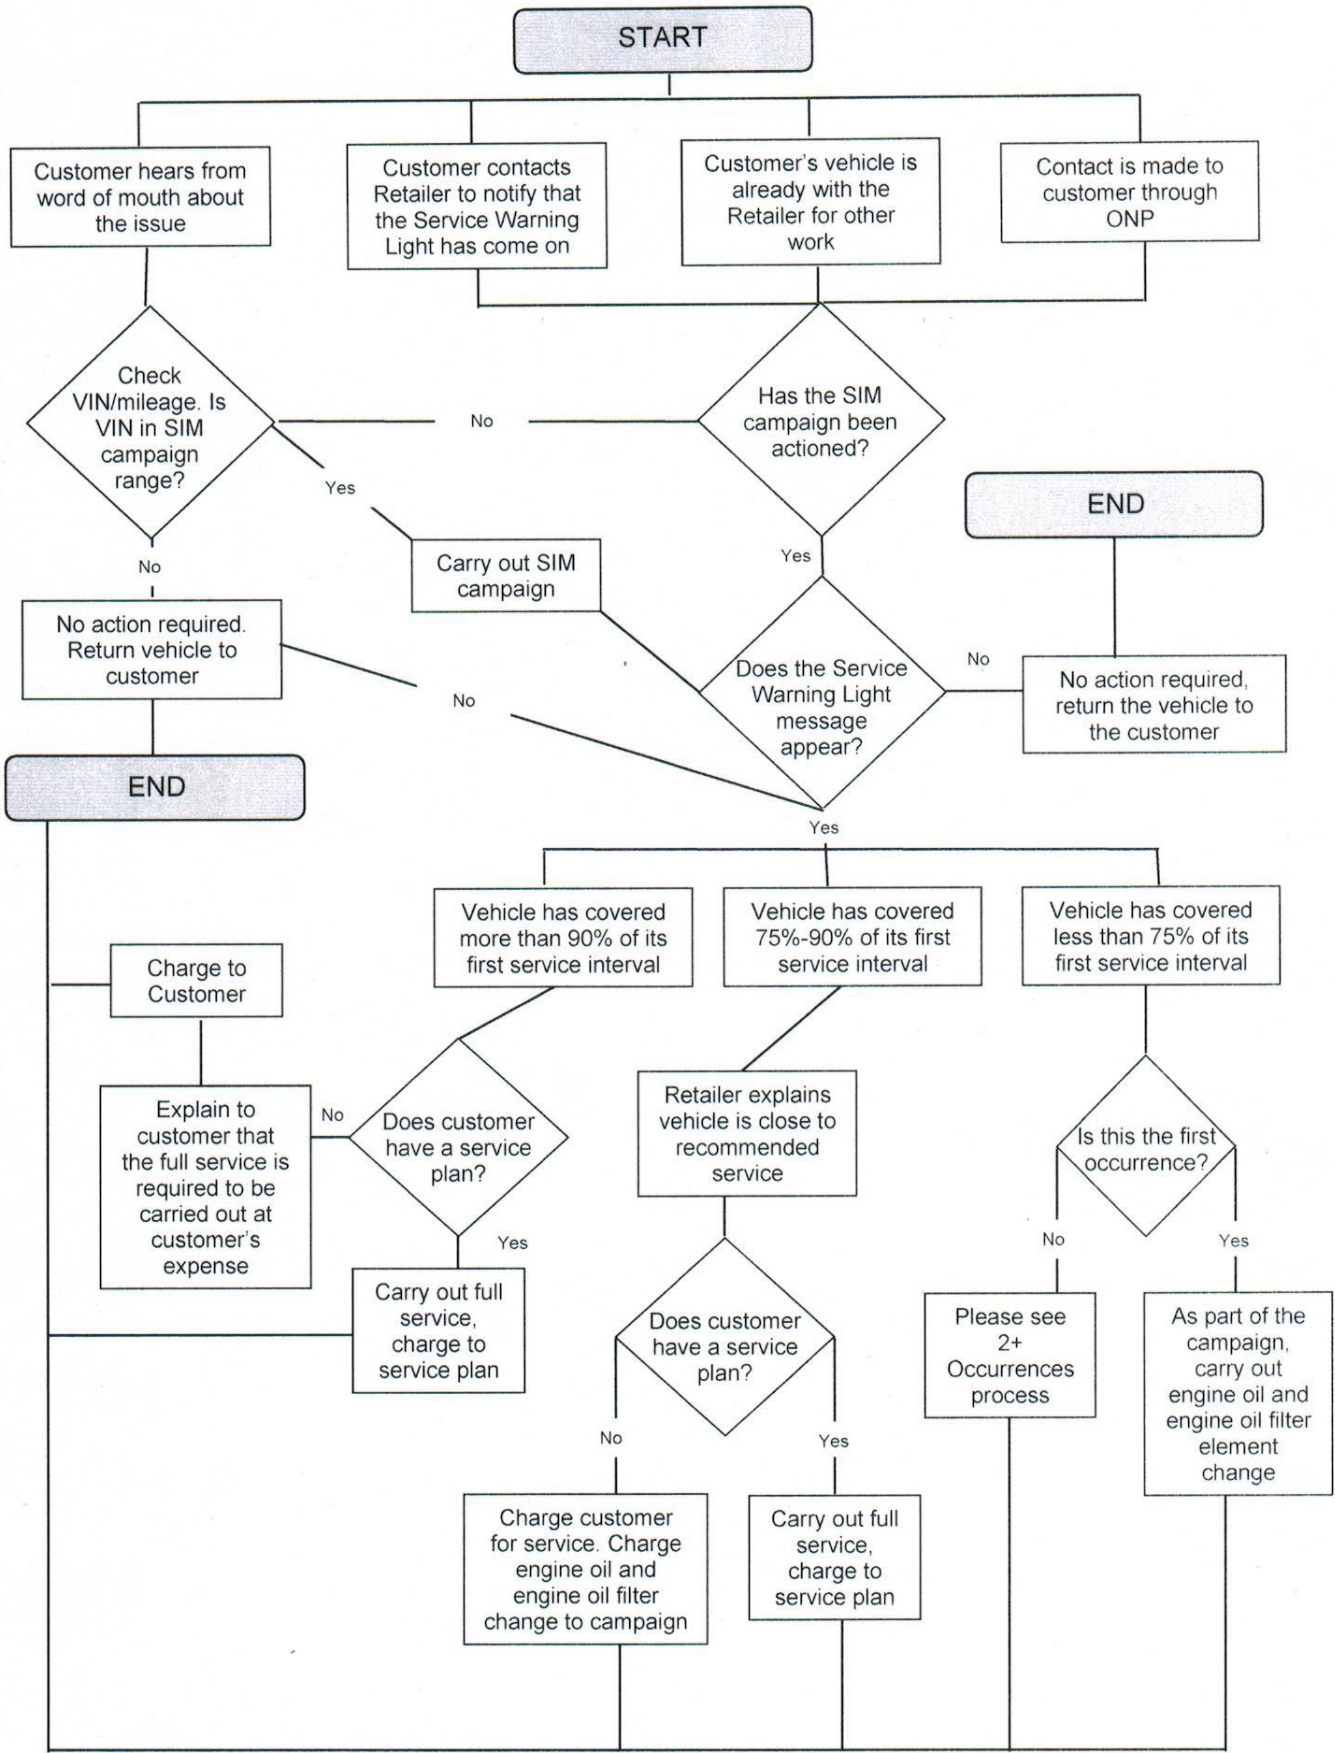 START
Customer hears from
word of mouth about
the issue
Customer contacts
Retailer to notify that
the Service Warning
Light has come on
Customer's vehicle is
already with the
Retailer for other
work
Contact is made to
customer through
ONP
Check
VIN/mileage. Is
VIN in SIM
campaign
range?
No
Has the SIM
campaign been
actioned?
Yes
END
Yes
Carry out SIM
campaign
No
No action required.
Return vehicle to
customer
No
Does the Service
Warning Light
message
appear?
No
No action required,
return the vehicle to
the customer
END
Yes
Vehicle has covered
more than 90% of its
first service interval
Vehicle has covered
75%-90% of its first
service interval
Vehicle has covered
less than 75% of its
first service interval
Charge to
Customer
Explain to
customer that
the full service is
required to be
carried out at
customer's
expense
No
Does customer
have a service
plan?
Yes
Carry out full
service,
charge to
service plan
Retailer explains
vehicle is close to
recommended
service
Does customer
have a service
plan?
No
Yes
Charge customer
for service. Charge
engine oil and
engine oil filter
change to campaign
Carry out full
service,
charge to
service plan
Is this the first
occurrence?
No
Yes
Please see
2+
Occurrences
process
As part of the
campaign,
carry out
engine oil and
engine oil filter
element
change